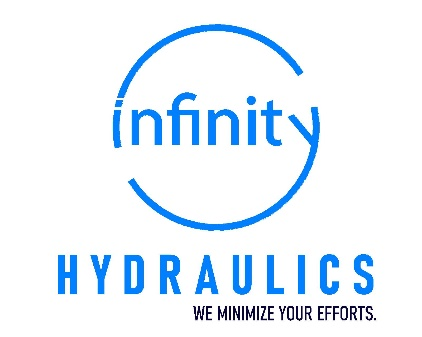 infinity
HYDRAULICS
WE MINIMIZE YOUR EFFORTS.